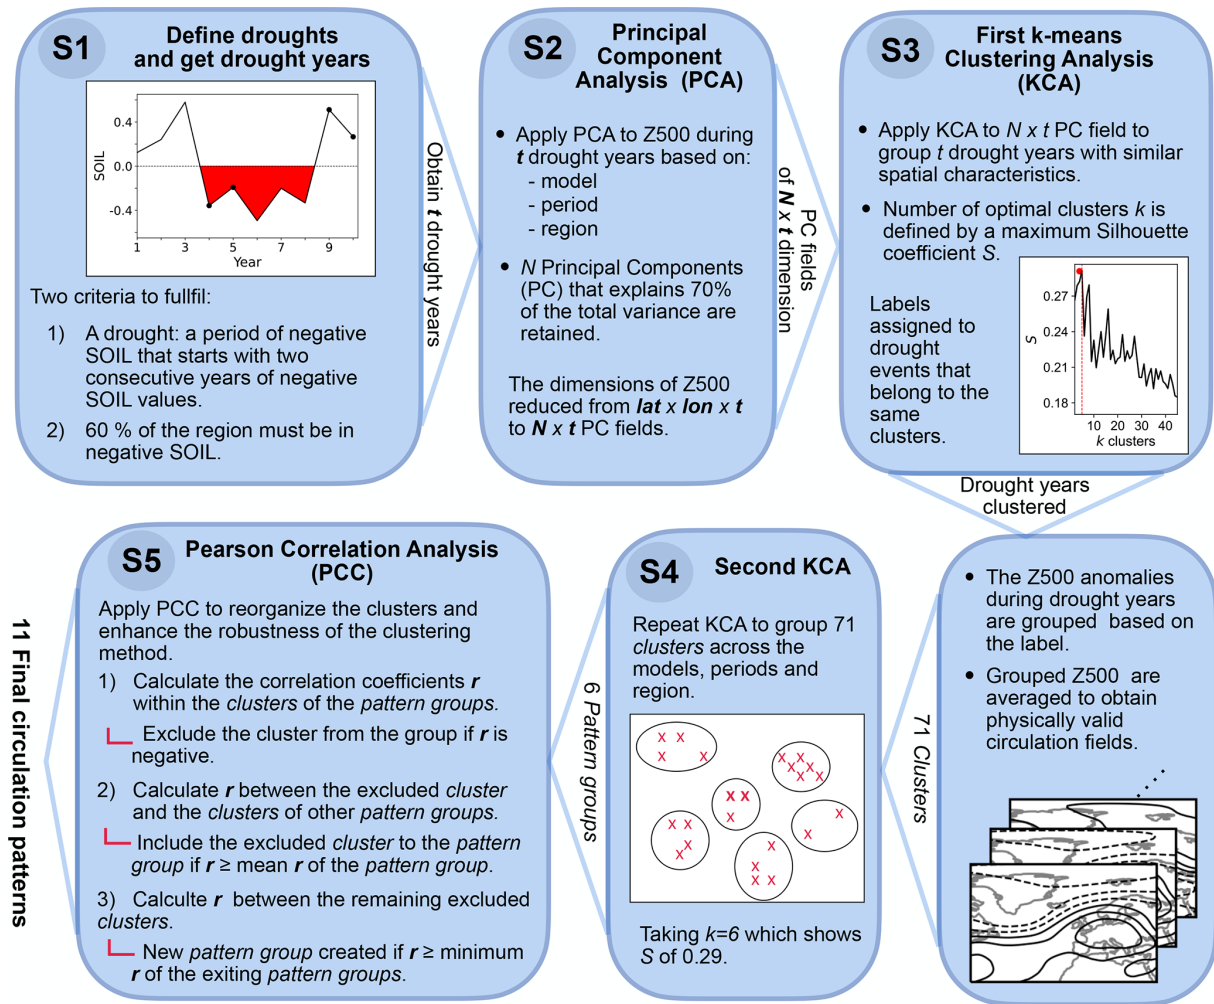 S1
Define droughts
and get drought years
0.4
0.0
-0.4
SOIL
1
3
5
7
9
Year
Two criteria to fullfil:
1) A drought: a period of negative
SOIL that starts with two
consecutive years of negative
SOIL values.
2) 60 % of the region must be in
negative SOIL.
Obtain t drought years
S2
Principal
Component
Analysis (PCA)
• Apply PCA to Z500 during
t drought years based on:
- model
- period
- region
• N Principal Components
(PC) that explains 70%
of the total variance are
retained.
The dimensions of Z500
reduced from lat x lon x t
to N x t PC fields.
PC fields
of N x t dimension
S3
First k-means
Clustering Analysis
(KCA)
• Apply KCA to N x t PC field to
group t drought years with similar
spatial characteristics.
• Number of optimal clusters k is
defined by a maximum Silhouette
coefficient S.
Labels
assigned to
drought
events that
belong to the
same
clusters.
0.27
0.24
0.21
0.18
S
10
20
30
40
k clusters
Drought years
clustered
• The Z500 anomalies
during drought years
are grouped based on
the label.
• Grouped Z500 are
averaged to obtain
physically valid
circulation fields.
71 Clusters
S4
Second KCA
Repeat KCA to group 71
clusters across the
models, periods and
region.
Taking k=6 which shows
S of 0.29.
6 Pattern groups
S5
Pearson Correlation Analysis
(PCC)
Apply PCC to reorganize the clusters and
enhance the robustness of the clustering
method.
1) Calculate the correlation coefficients r
within the clusters of the pattern groups.
Exclude the cluster from the group if r is
negative.
2) Calculate r between the excluded cluster
and the clusters of other pattern groups.
Include the excluded cluster to the pattern
group if r ≥ mean r of the pattern group.
3) Calculte r between the remaining excluded
clusters.
New pattern group created if r ≥ minimum
r of the exiting pattern groups.
11 Final circulation patterns